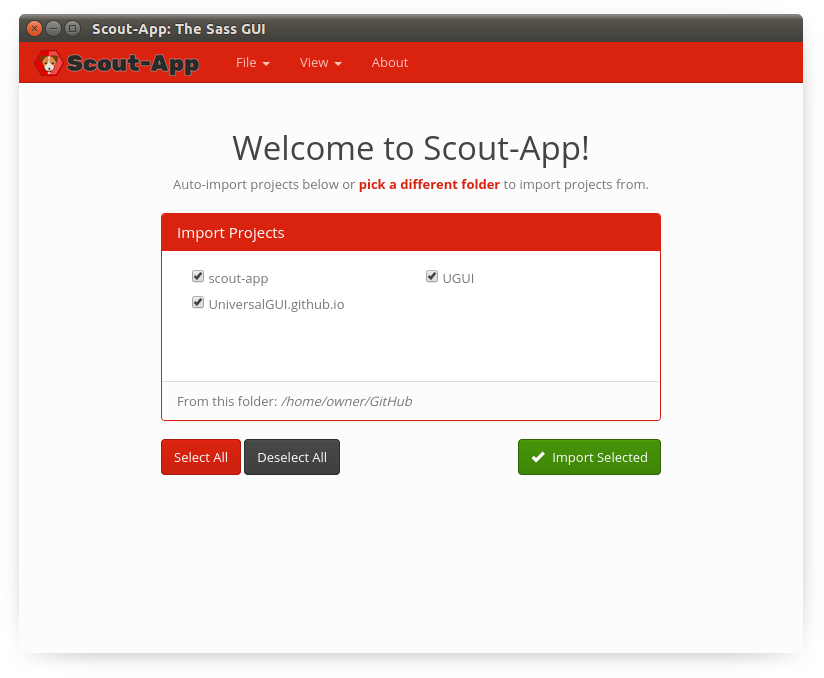 Scout-App: The Sass GUI
Scout-App File View About
Welcome to Scout-App!
Auto-import projects below or pick a different folder to import projects from.
Import Projects
scout-app UGUI
UniversalGUI.github.io
From this folder: /home/owner/GitHub
Select All Deselect All Import Selected